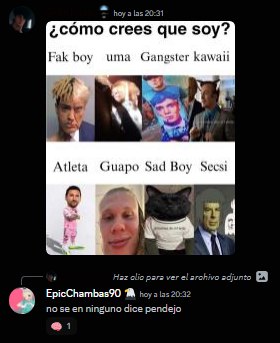 hoy a las 20:31
¿cómo crees que soy?
Fak boy uma Gangster kawaii
Atleta Guapo Sad Boy Secsi
Haz clic para ver el archivo adjunto
EpicChambas90 hoy a las 20:32
no se en ninguno dice pendejo
1